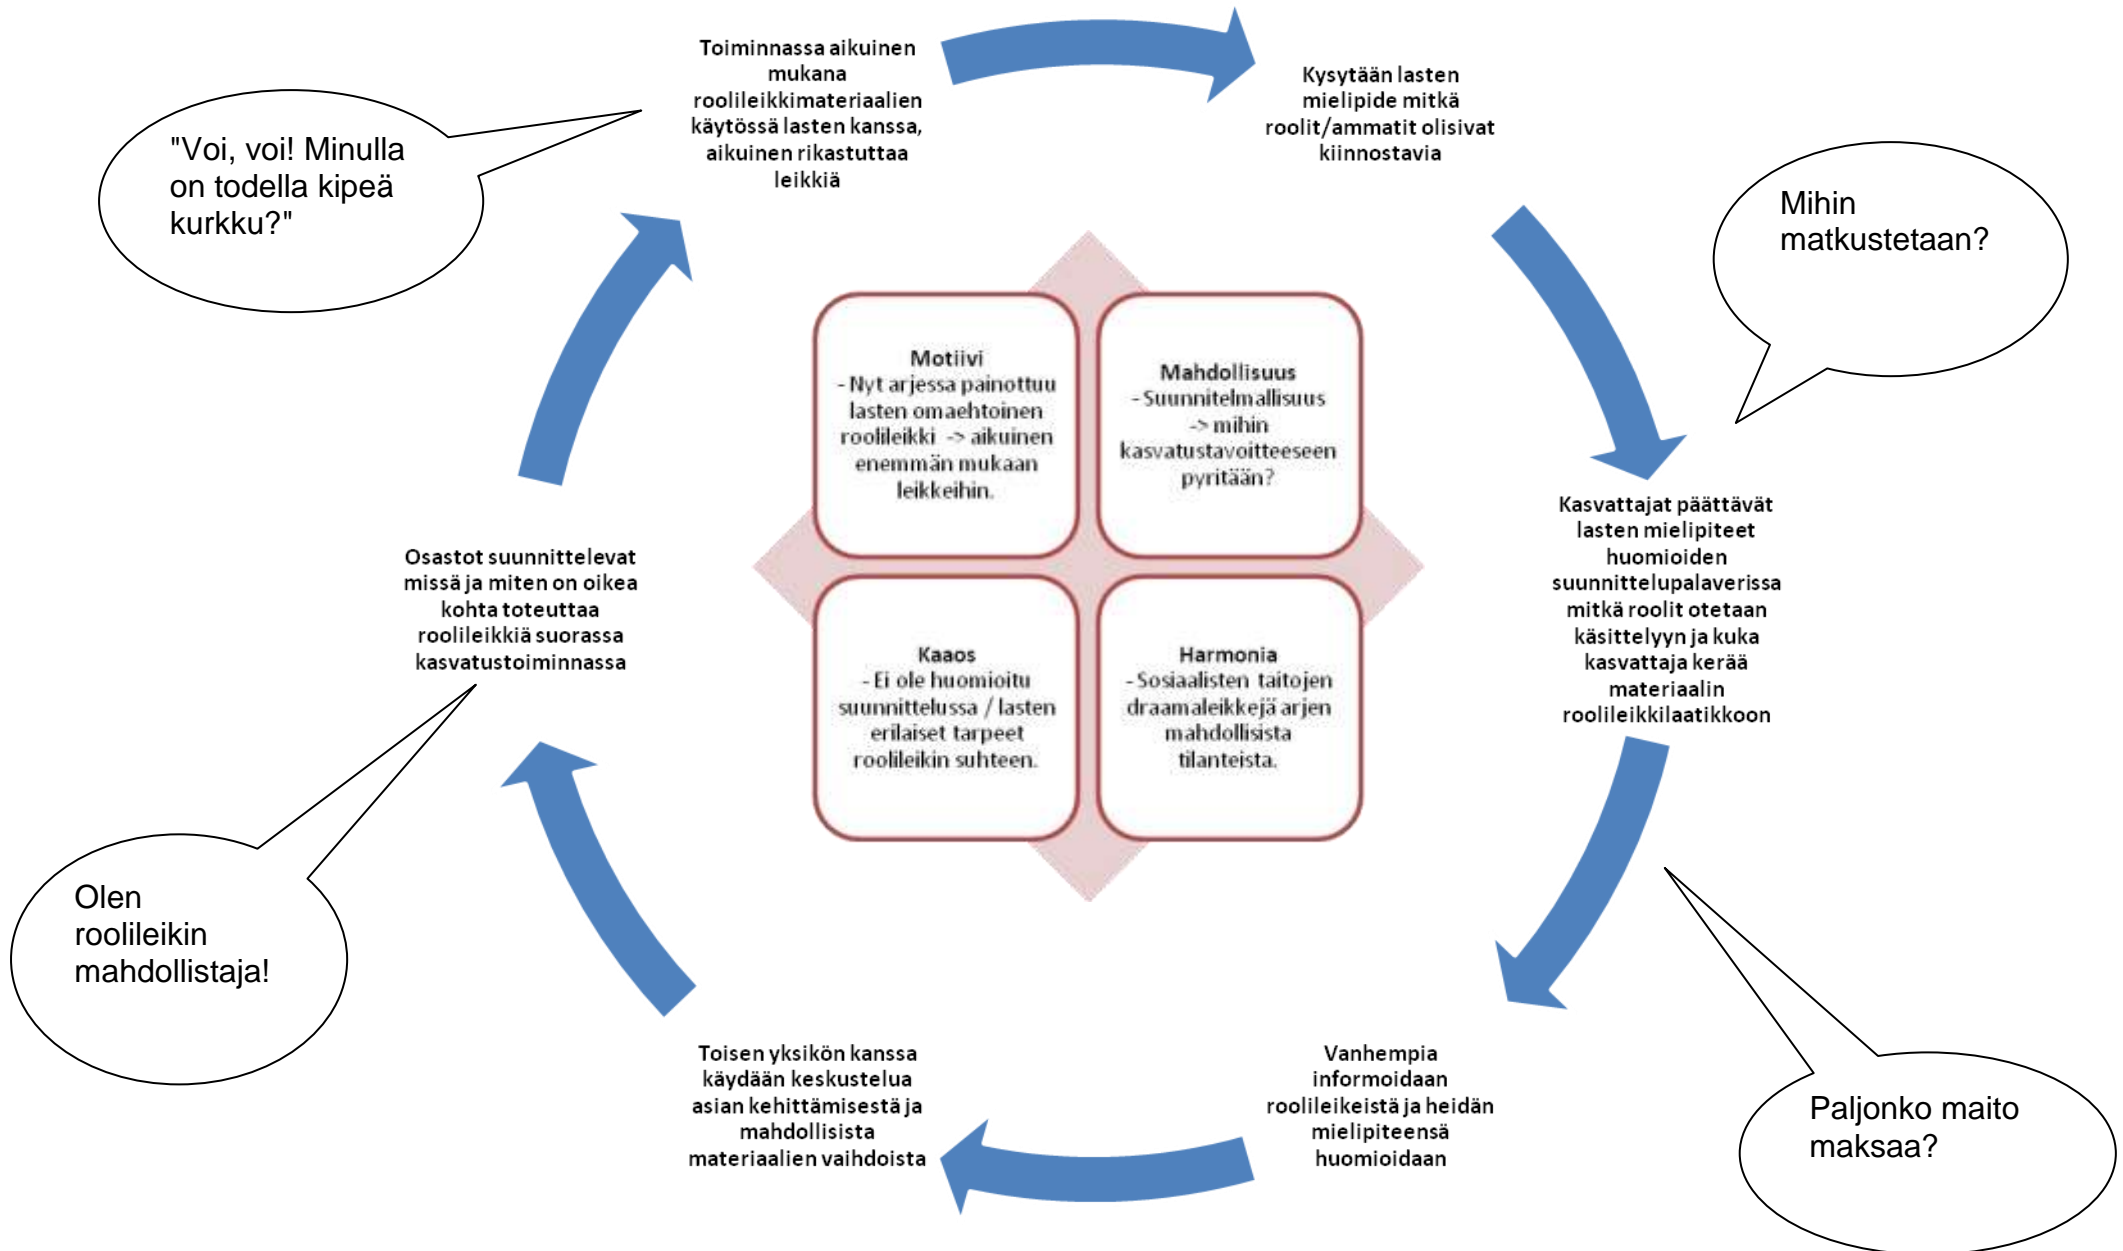 Toiminnassa aikuinen
mukana
roolileikkimateriaalien
käytössä lasten kanssa,
aikuinen rikastuttaa
leikkiä
Kysytään lasten
mielipide mitkä
roolit/ammatit olisivat
kiinnostavia
"Voi, voi! Minulla
on todella kipeä
kurkku?"
Mihin
matkustetaan?
Motiivi
- Nyt arjessa painottuu
lasten omaehtoinen
roolileikki -> aikuinen
enemmän mukaan
leikkeihin.
Mahdollisuus
- Suunnitelmallisuus
-> mihin
kasvatustavoitteeseen
pyritään?
Kasvattajat päättävät
lasten mielipiteet
huomioiden
suunnittelupalaverissa
mitkä roolit otetaan
käsittelyyn ja kuka
kasvattaja kerää
materiaalin
roolileikkilaatikkoon
Osastot suunnittelevat
missä ja miten on oikea
kohta toteuttaa
roolileikkiä suorassa
kasvatustoiminnassa
Kaaos
- Ei ole huomioitu
suunnittelussa / lasten
erilaiset tarpeet
roolileikin suhteen.
Harmonia
- Sosiaalisten taitojen
draamaleikkejä arjen
mahdollisista
tilanteista.
Olen
roolileikin
mahdollistaja!
Toisen yksikön kanssa
käydään keskustelua
asian kehittämisestä ja
mahdollisista
materiaalien vaihdoista
Vanhempia
informoidaan
roolileikeistä ja heidän
mielipiteensä
huomioidaan
Paljonko maito
maksaa?